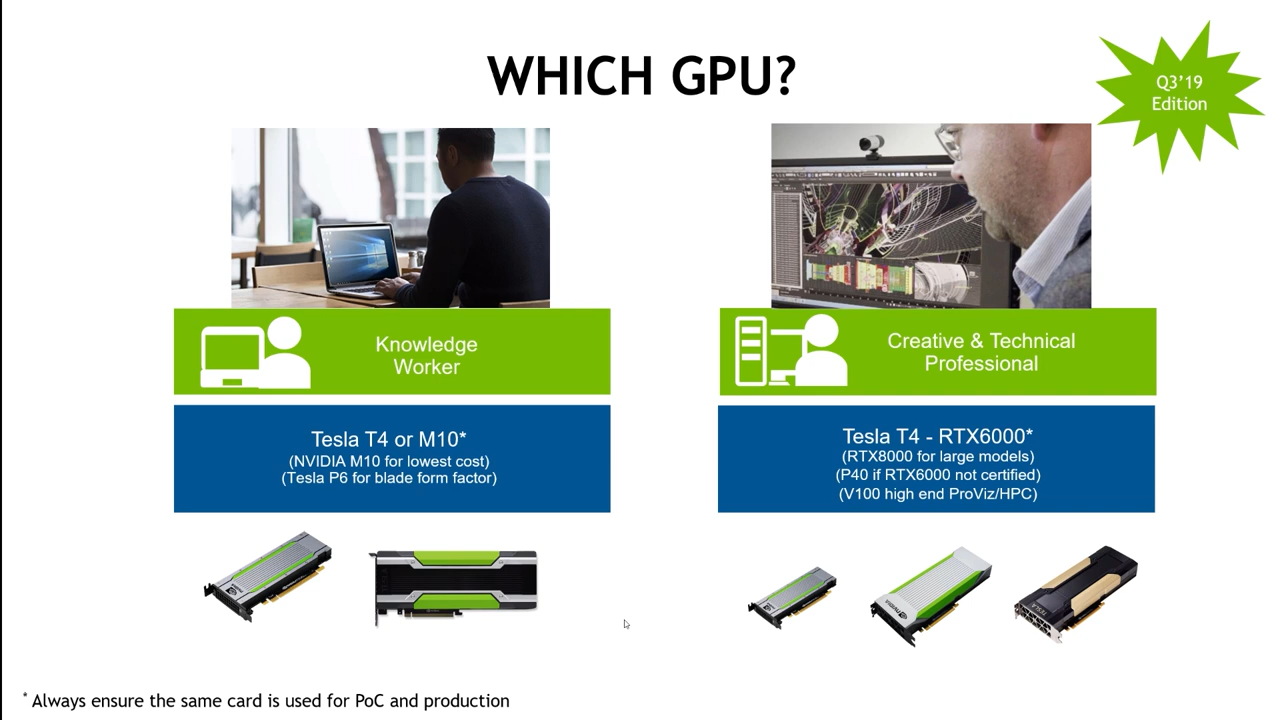 WHICH GPU?
Q3’19
Edition
Knowledge
Worker
Tesla T4 or M10*
(NVIDIA M10 for lowest cost)
(Tesla P6 for blade form factor)
Creative & Technical
Professional
Tesla T4 - RTX6000*
(RTX8000 for large models)
(P40 if RTX6000 not certified)
(V100 high end ProViz/HPC)
* Always ensure the same card is used for PoC and production